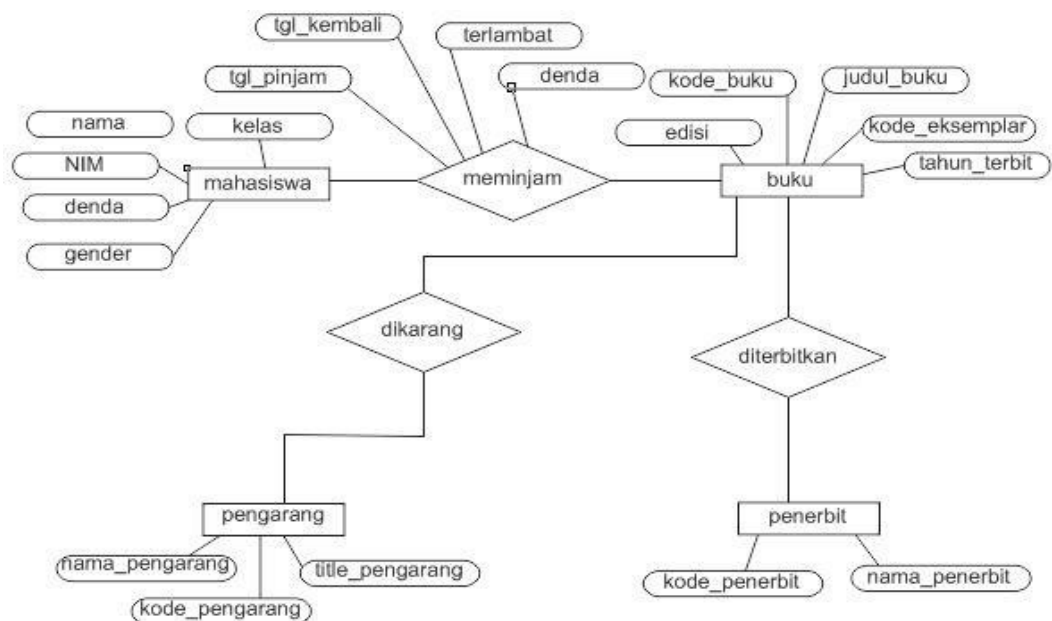 tgl_kembali
terlambat
tgl_pinjam
denda
kode_buku
judul_buku
nama
kelas
edisi
kode_eksemplar
NIM
mahasiswa
meminjam
buku
tahun_terbit
denda
gender
dikarang
diterbitkan
pengarang
penerbit
nama_pengarang
title_pengarang
kode_pengarang
kode_penerbit
nama_penerbit